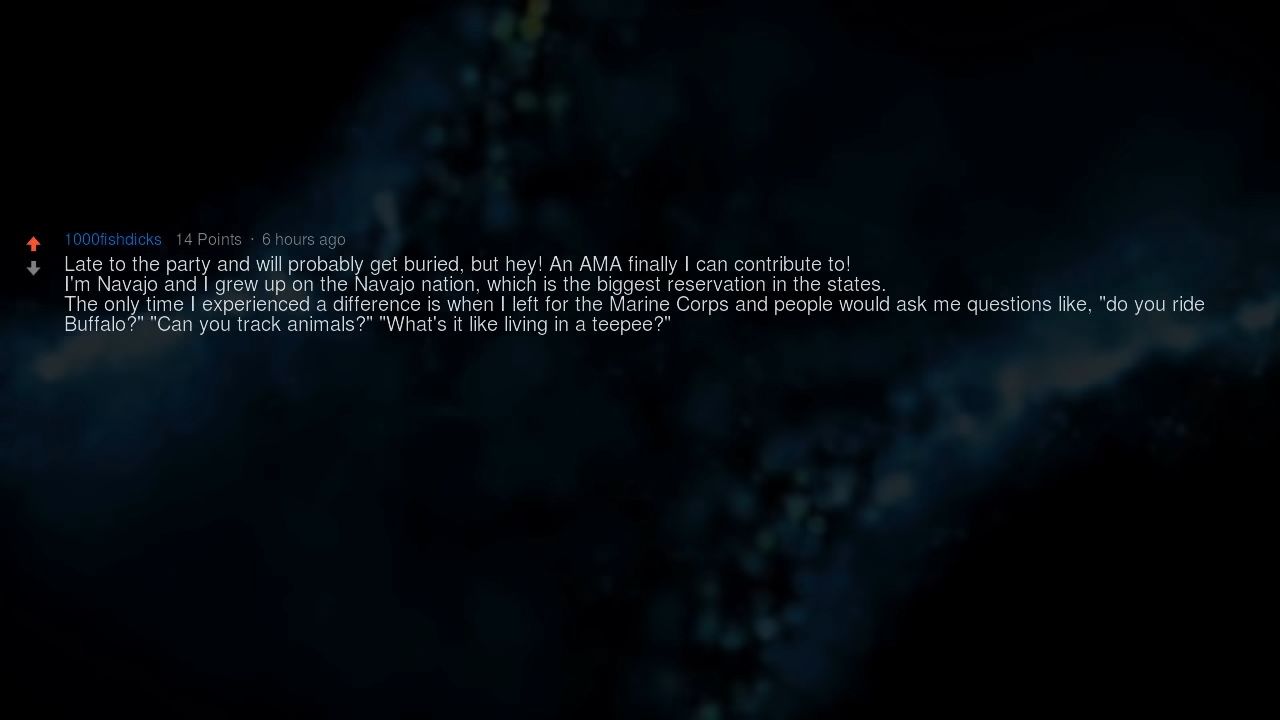 1000fishdicks 14 Points · 6 hours ago
Late to the party and will probably get buried, but hey! An AMA finally I can contribute to!
I'm Navajo and I grew up on the Navajo nation, which is the biggest reservation in the states.
The only time I experienced a difference is when I left for the Marine Corps and people would ask me questions like, "do you ride
Buffalo?" "Can you track animals?" "What's it like living in a teepee?"